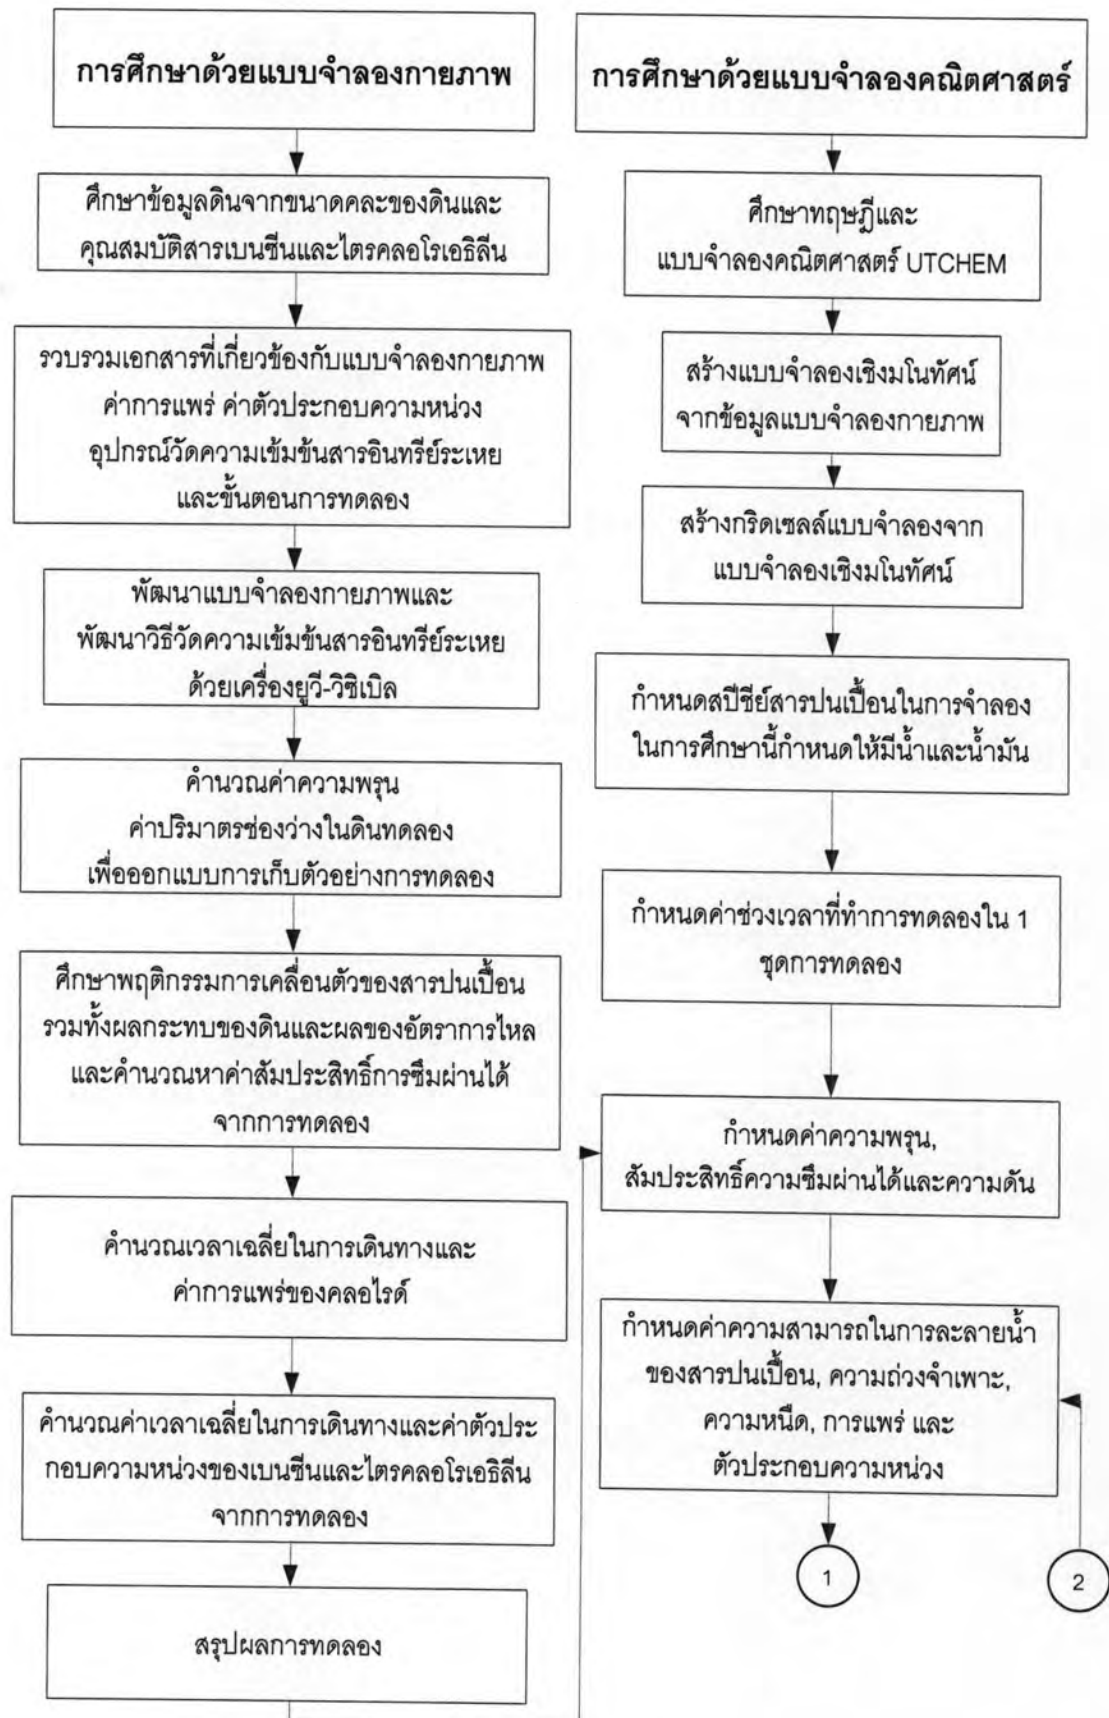 การศึกษาด้วยแบบจำลองกายภาพ
ศึกษาข้อมูลดินจากขนาดคละของดินและ
คุณสมบัติสารเบนซีนและไตรคลอโรเอธิลีน
รวบรวมเอกสารที่เกี่ยวข้องกับแบบจำลองกายภาพ
ค่าการแพร่ ค่าตัวประกอบความหน่วง
อุปกรณ์วัดความเข้มข้นสารอินทรีย์ระเหย
และขั้นตอนการทดลอง
พัฒนาแบบจำลองกายภาพและ
พัฒนาวิธีวัดความเข้มข้นสารอินทรีย์ระเหย
ด้วยเครื่องยูวี-วิซิเบิล
คำนวณค่าความพรุน
ค่าปริมาตรช่องว่างในดินทดลอง
เพื่อออกแบบการเก็บตัวอย่างการทดลอง
ศึกษาพฤติกรรมการเคลื่อนตัวของสารปนเปื้อน
รวมทั้งผลกระทบของดินและผลของอัตราการไหล
และคำนวณหาค่าสัมประสิทธิ์การซึมผ่านได้
จากการทดลอง
คำนวณเวลาเฉลี่ยในการเดินทางและ
ค่าการแพร่ของคลอไรด์
คำนวณค่าเวลาเฉลี่ยในการเดินทางและค่าตัวประ
กอบความหน่วงของเบนซีนและไตรคลอโรเอธิลีน
จากการทดลอง
สรุปผลการทดลอง
การศึกษาด้วยแบบจำลองคณิตศาสตร์
ศึกษาทฤษฎีและ
แบบจำลองคณิตศาสตร์ UTCHEM
สร้างแบบจำลองเชิงมโนทัศน์
จากข้อมูลแบบจำลองกายภาพ
สร้างกริดเซลล์แบบจำลองจาก
แบบจำลองเชิงมโนทัศน์
กำหนดสปีชีย์สารปนเปื้อนในการจำลอง
ในการศึกษานี้กำหนดให้มีน้ำและน้ำมัน
กำหนดค่าช่วงเวลาที่ทำการทดลองใน 1
ชุดการทดลอง
กำหนดค่าความพรุน,
สัมประสิทธิ์ความซึมผ่านได้และความดัน
กำหนดค่าความสามารถในการละลายน้ำ
ของสารปนเปื้อน, ความถ่วงจำเพาะ,
ความหนืด, การแพร่ และ
ตัวประกอบความหน่วง
1
2